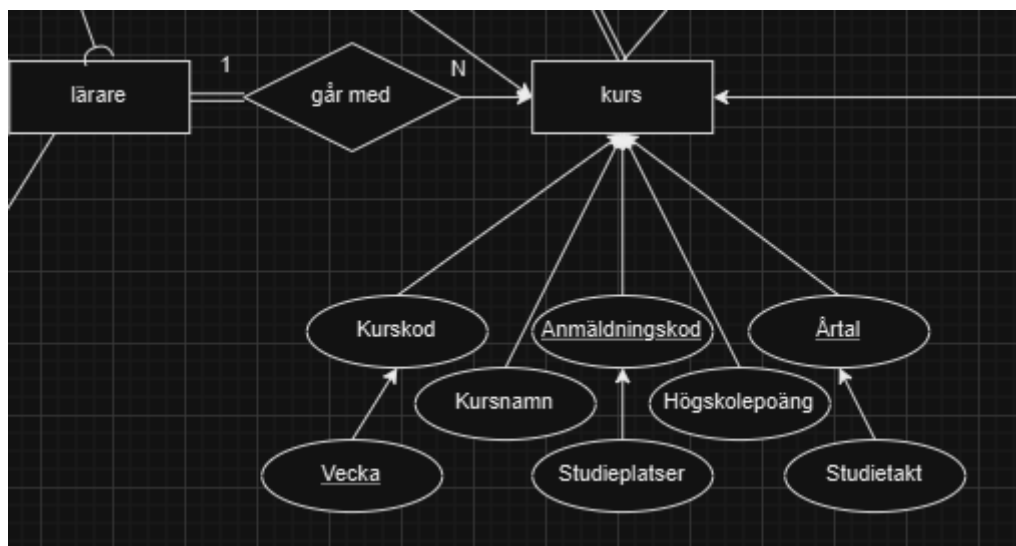 lärare
1
går med
N
kurs
Kurskod
Anmäldningskod
Årtal
Kursnamn
Högskolepoäng
Vecka
Studieplatser
Studietakt